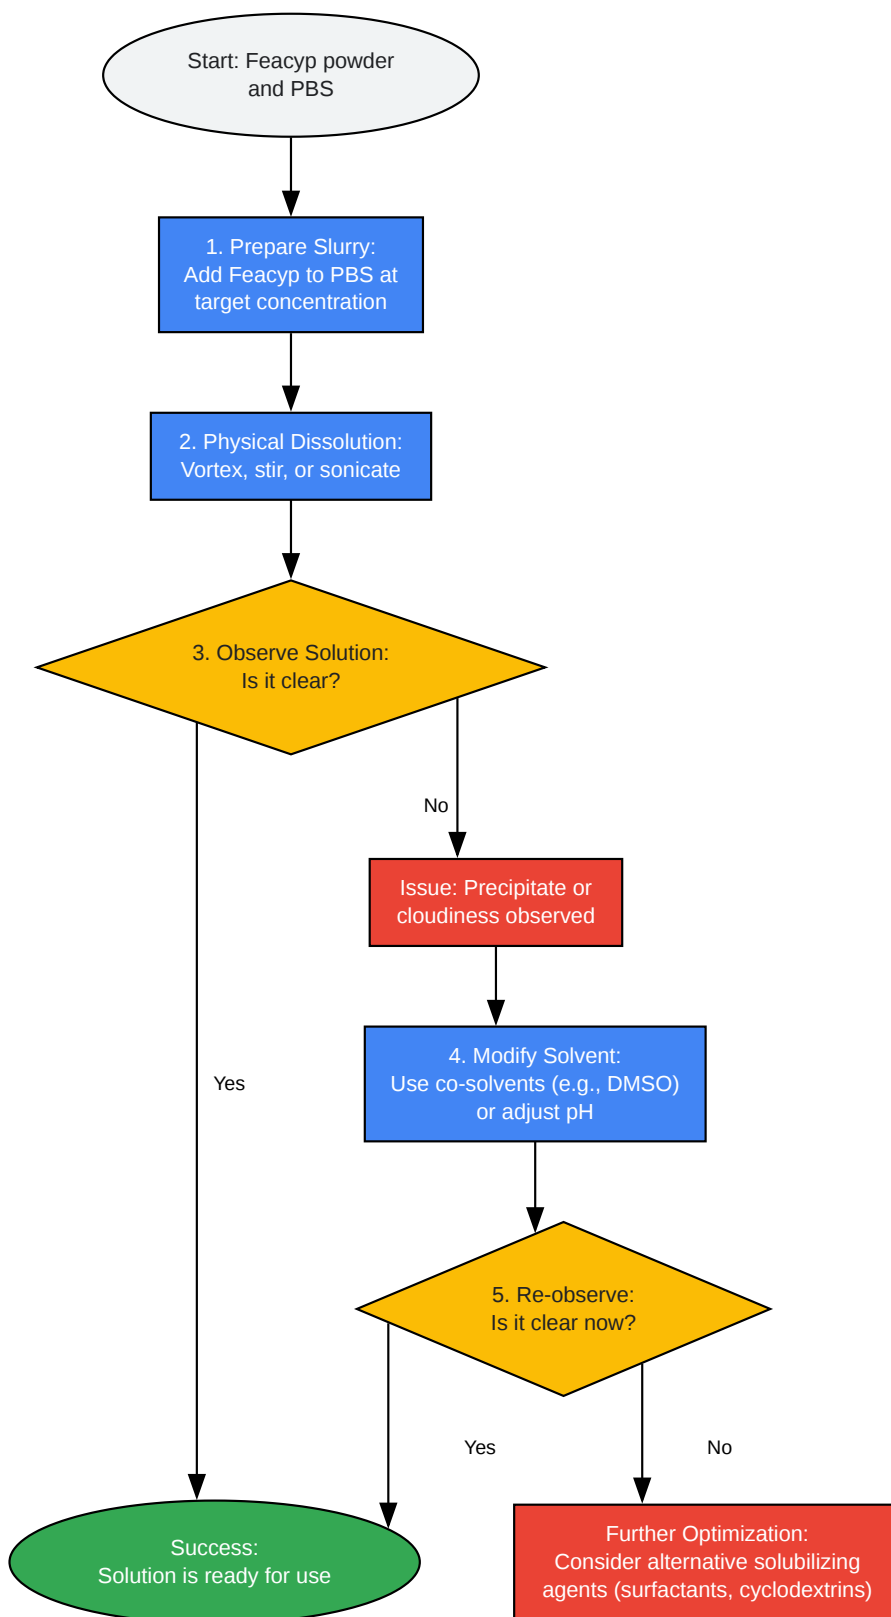 Start: Feacyp powder
and PBS
1. Prepare Slurry:
Add Feacyp to PBS at
target concentration
2. Physical Dissolution:
Vortex, stir, or sonicate
3. Observe Solution:
Is it clear?
No
Issue: Precipitate or
cloudiness observed
4. Modify Solvent:
Use co-solvents (e.g., DMSO)
or adjust pH
Yes
5. Re-observe:
Is it clear now?
Yes
No
Success:
Solution is ready for use
Further Optimization:
Consider alternative solubilizing
agents (surfactants, cyclodextrins)